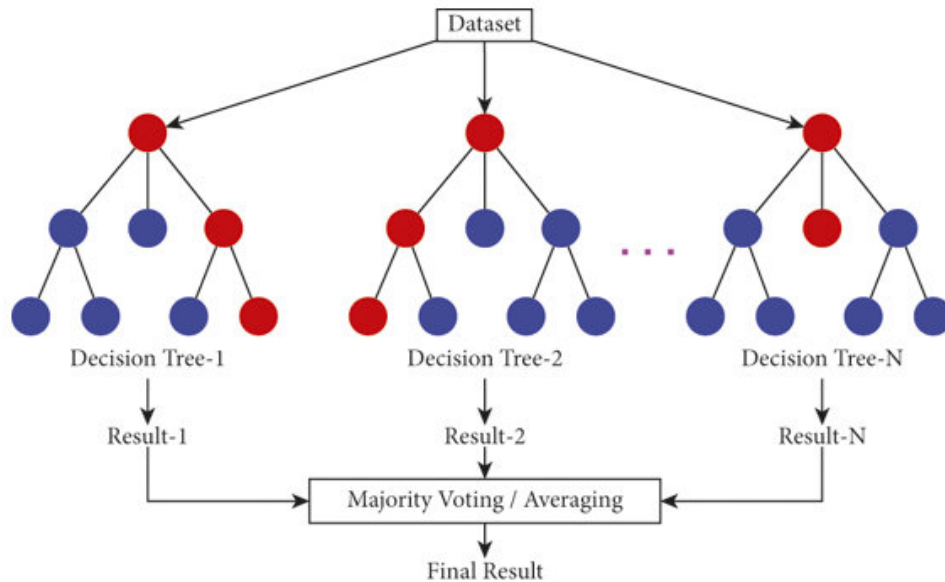 Dataset
Decision Tree-1
Decision Tree-2
Decision Tree-N
Result-1
Result-2
Result-N
Majority Voting / Averaging
Final Result